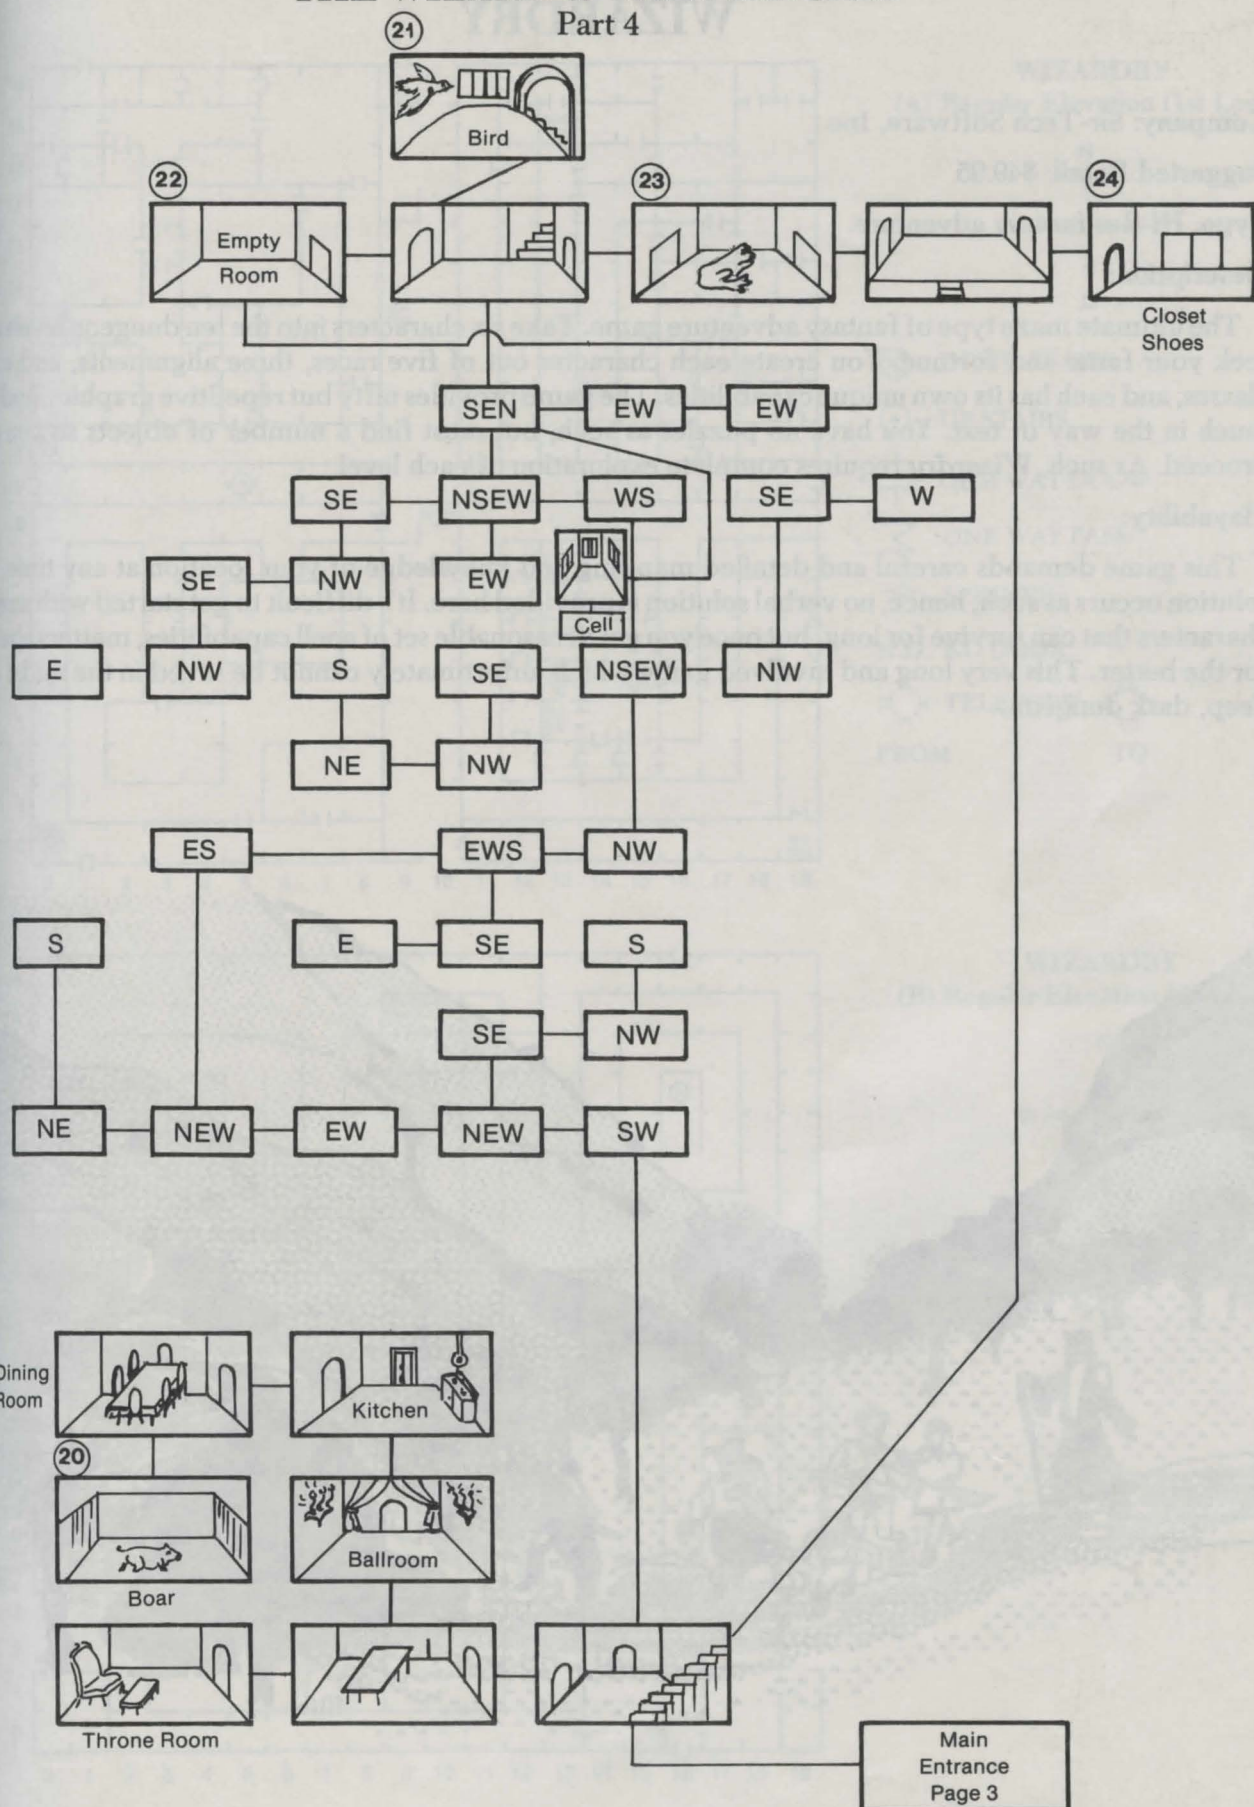 Part 4
21
Bird
22
23
24
Empty
Room
Closet
Shoes
SEN
EW
EW
SE
NSEW
WS
SE
W
SE
NW
EW
Cell
E
NW
S
SE
NSEW
NW
NE
NW
ES
EWS
NW
S
E
SE
S
SE
NW
NE
NEW
EW
NEW
SW
Dining
Room
Kitchen
20
Boar
Ballroom
Throne Room
Main
Entrance
Page 3